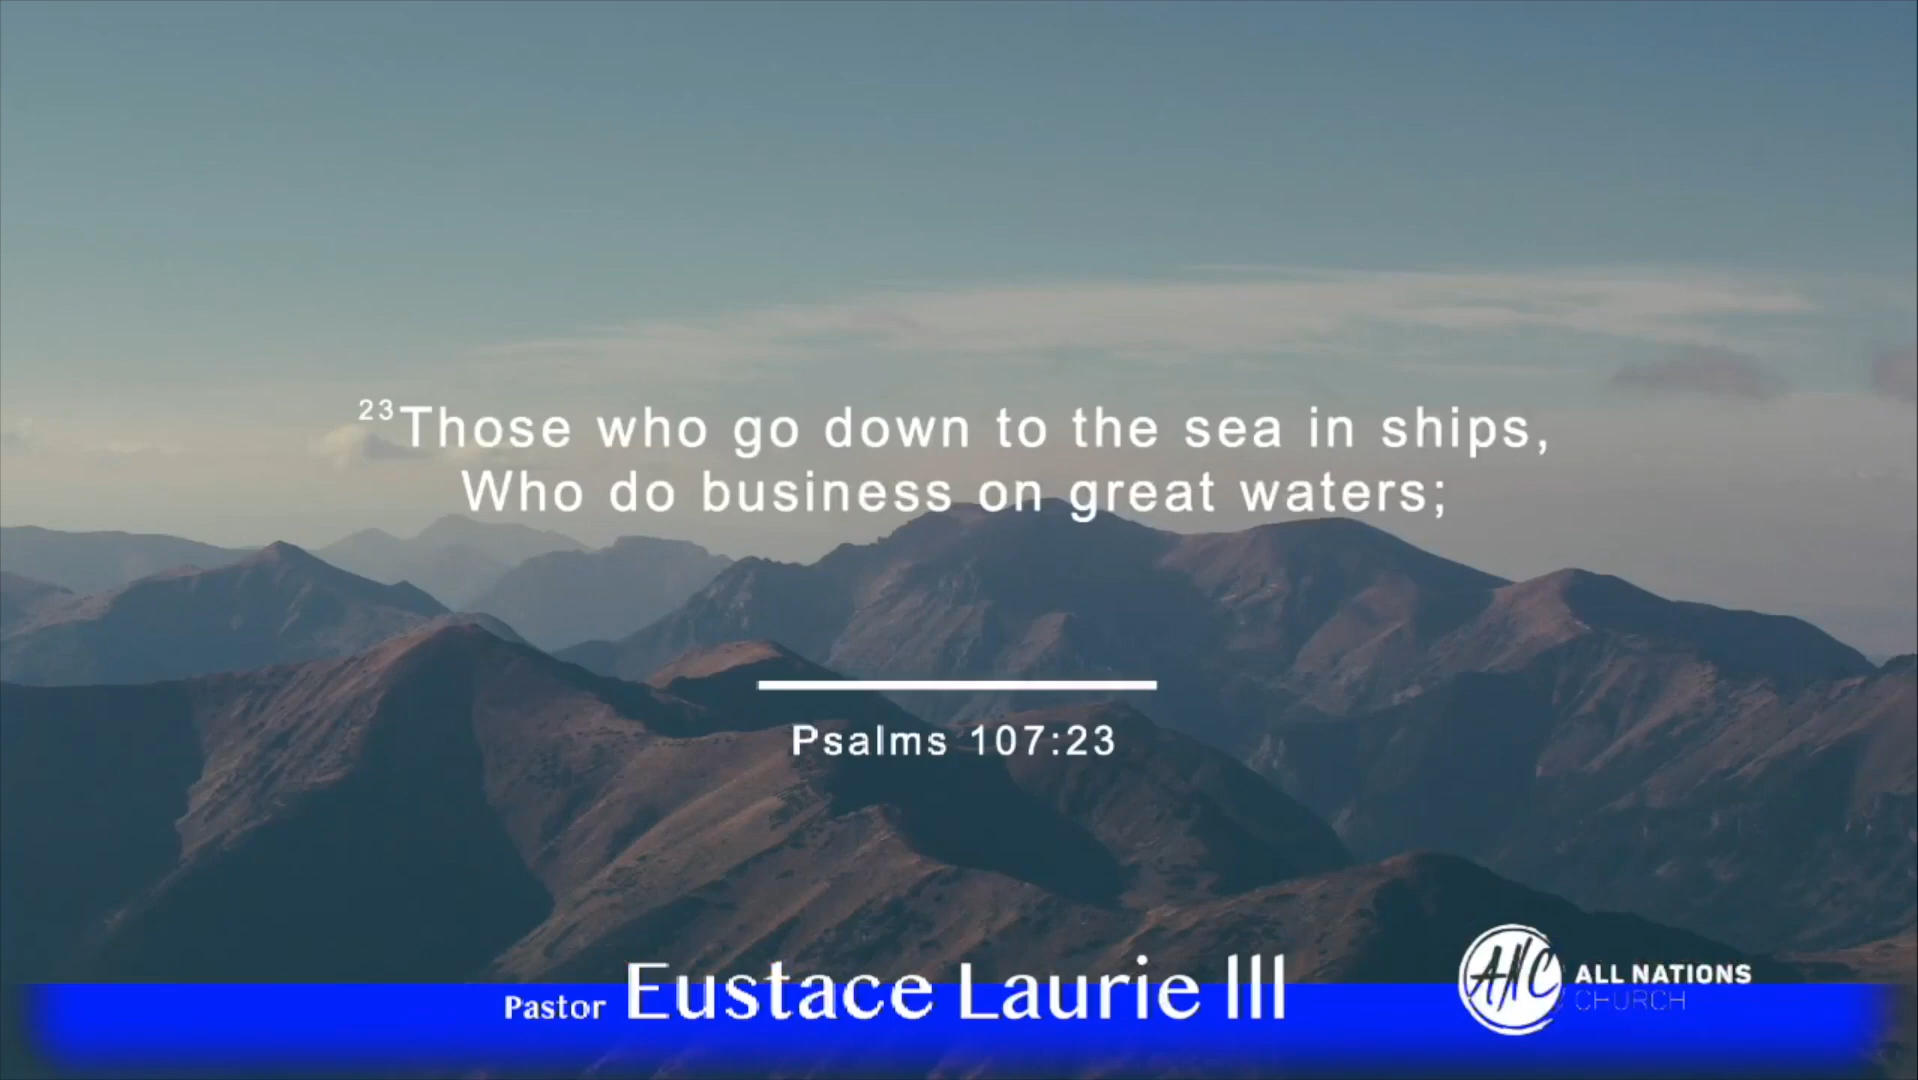 23Those who go down to the sea in ships,
Who do business on great waters;
Psalms 107:23
Pastor Eustace Laurie lll
ANC
ALL NATIONS
CHURCH